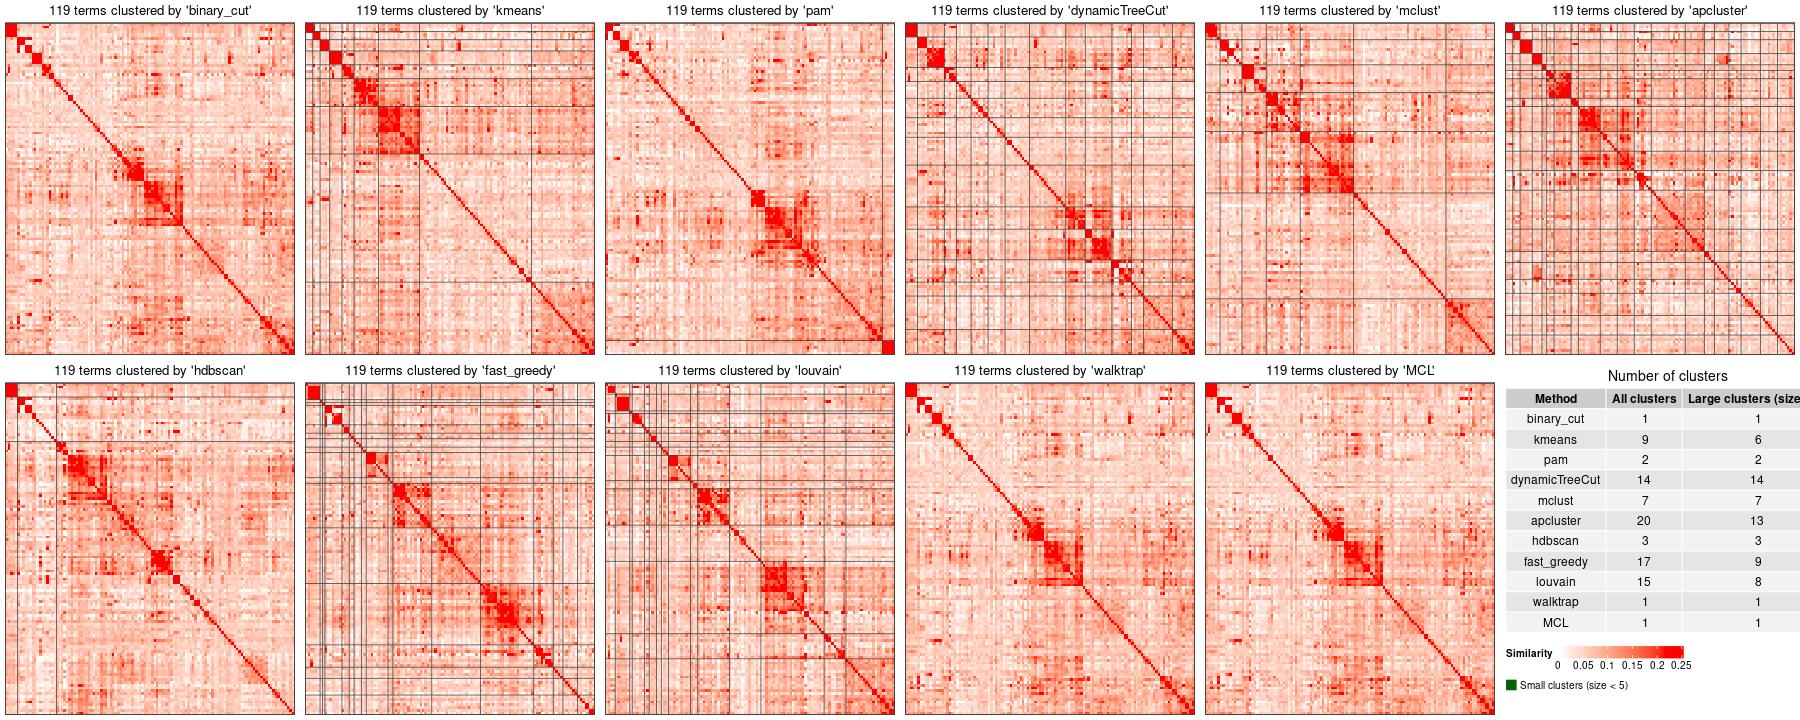 119 terms clustered by 'binary_cut'
119 terms clustered by 'kmeans'
119 terms clustered by 'pam'
119 terms clustered by 'dynamicTreeCut'
119 terms clustered by 'mclust'
119 terms clustered by 'apcluster'
119 terms clustered by 'hdbscan'
119 terms clustered by 'fast_greedy'
119 terms clustered by 'louvain'
119 terms clustered by 'walktrap'
119 terms clustered by 'MCL'
Number of clusters
Method All clusters Large clusters (size
binary_cut 1 1
kmeans 9 6
pam 2 2
dynamicTreeCut 14 14
mclust 7 7
apcluster 20 13
hdbscan 3 3
fast_greedy 17 9
louvain 15 8
walktrap 1 1
MCL 1 1
Similarity
0 0.05 0.1 0.15 0.2 0.25
Small clusters (size < 5)